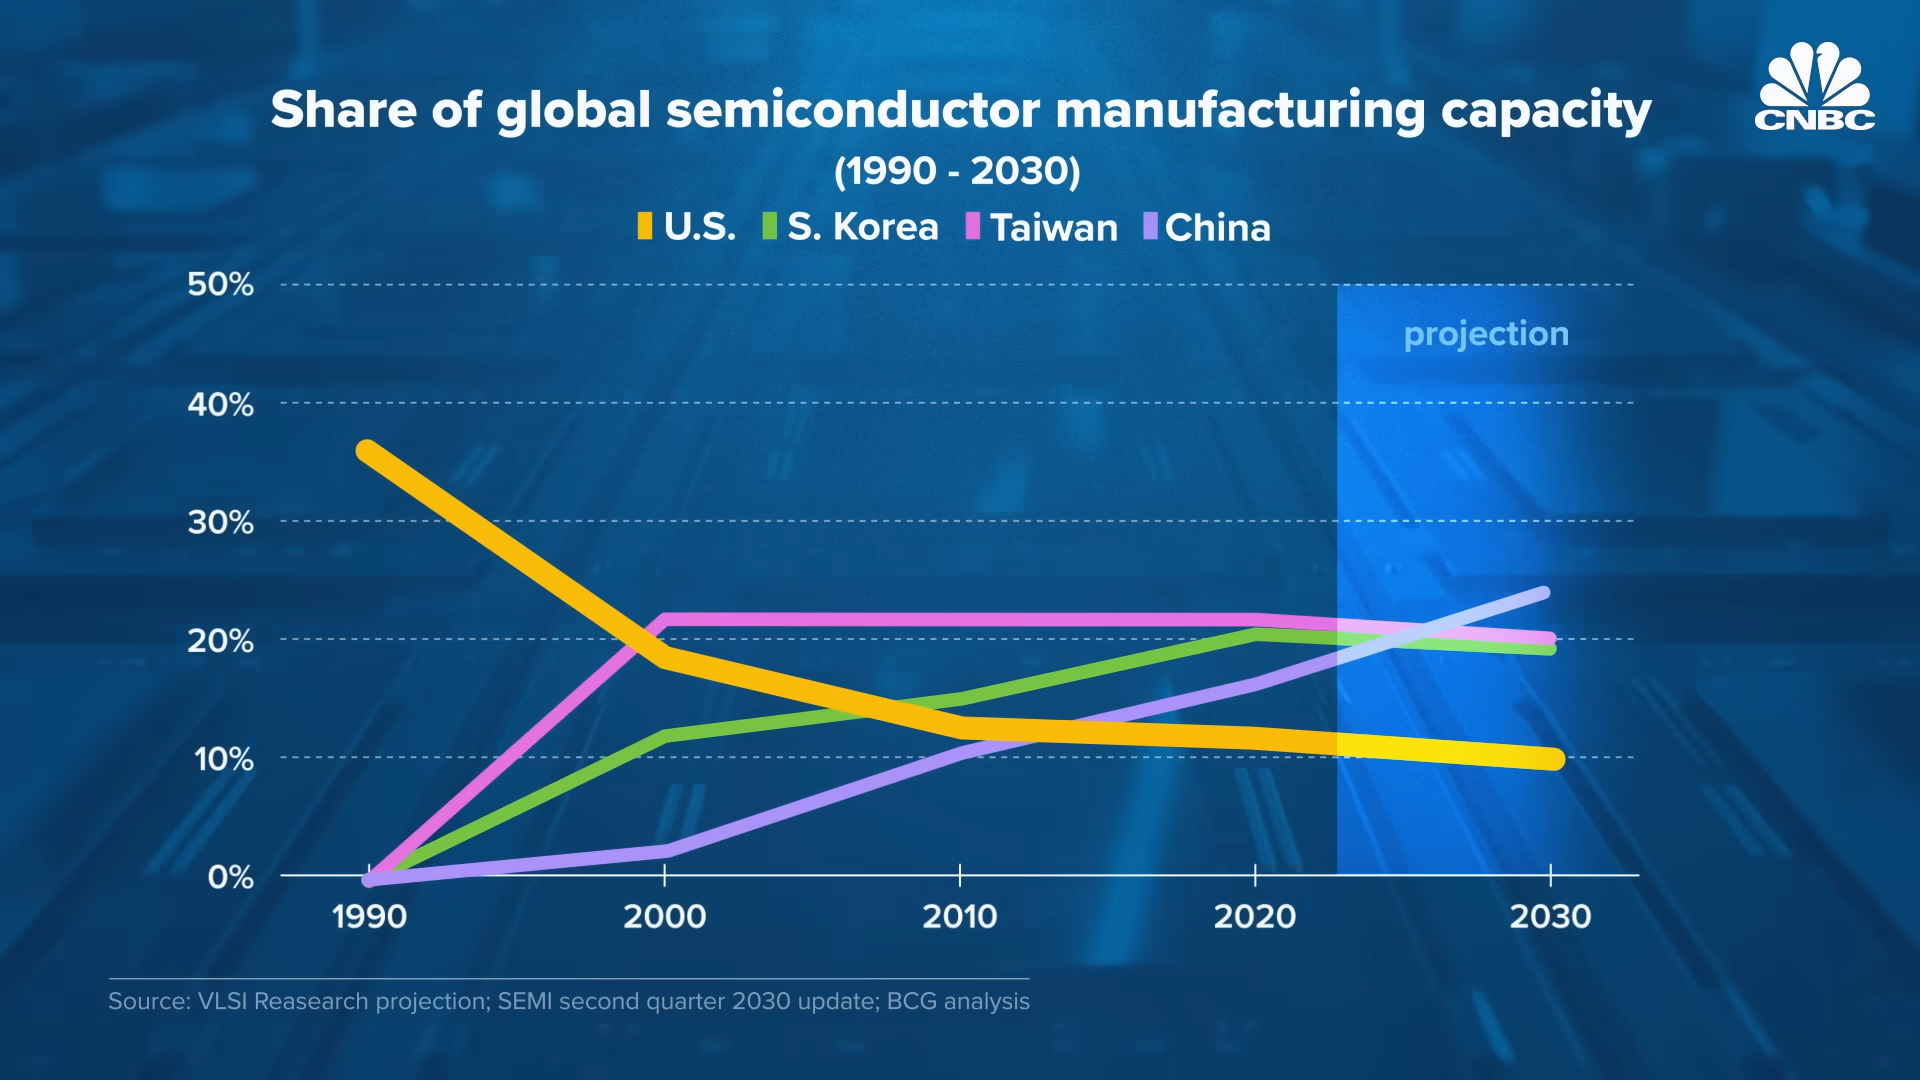 Share of global semiconductor manufacturing capacity
CNBC
(1990 - 2030)
U.S. S. Korea Taiwan China
50%
projection
40%
30%
20%
10%
0%
1990 2000 2010 2020 2030
Source: VLSI Reasearch projection; SEMI second quarter 2030 update; BCG analysis